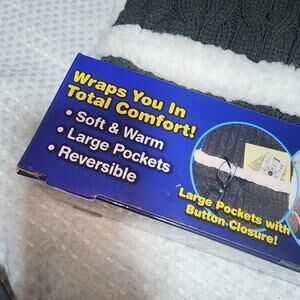 Wraps You In
Total Comfort!
• Soft & Warm
• Large Pockets
• Reversible
Large Pockets with
Button Closure!